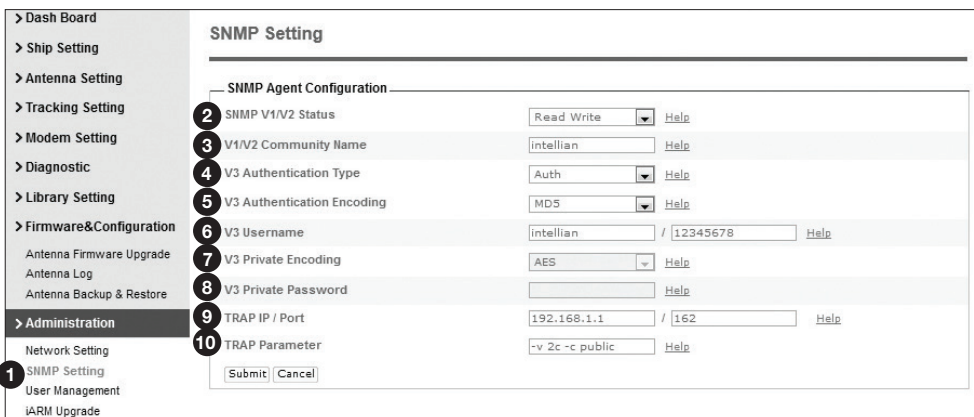 > Dash Board
> Ship Setting
> Antenna Setting
> Tracking Setting
> Modem Setting
> Diagnostic
> Library Setting
> Firmware&Configuration
Antenna Firmware Upgrade
Antenna Log
Antenna Backup & Restore
> Administration
Network Setting
1 SNMP Setting
User Management
iARM Upgrade
SNMP Setting
SNMP Agent Configuration
2 SNMP V1/V2 Status Read Write Help
3 V1/V2 Community Name intellian Help
4 V3 Authentication Type Auth Help
5 V3 Authentication Encoding MD5 Help
6 V3 Username intellian / 12345678 Help
7 V3 Private Encoding AES Help
8 V3 Private Password Help
9 TRAP IP / Port 192.168.1.1 / 162 Help
10 TRAP Parameter -v 2c -c public Help
Submit Cancel